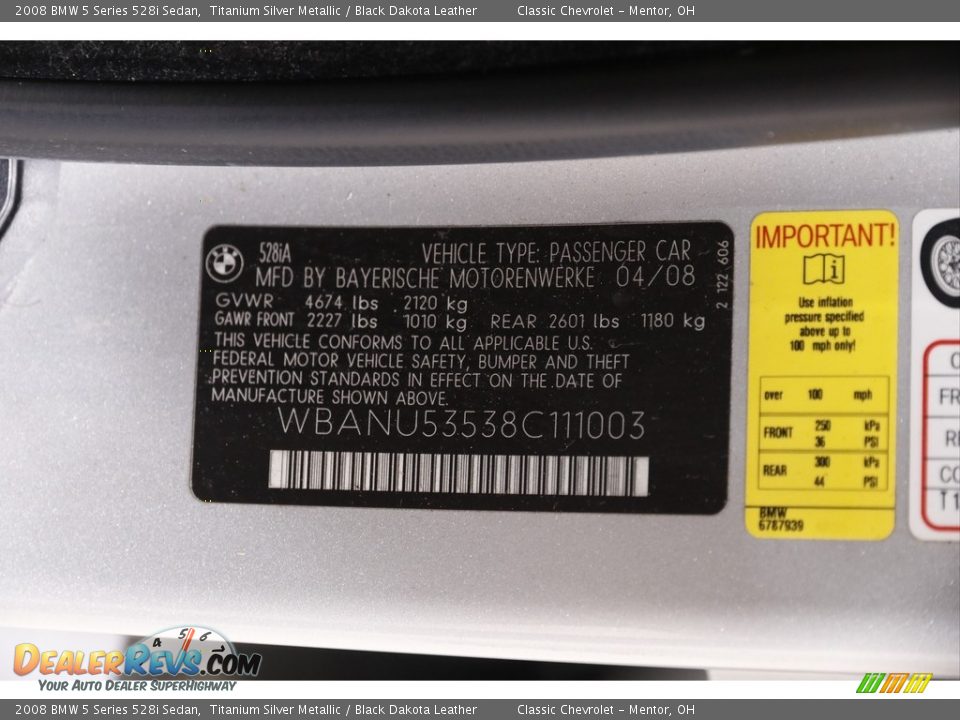 2008 BMW 5 Series 528i Sedan, Titanium Silver Metallic / Black Dakota Leather Classic Chevrolet - Mentor, OH
528iA VEHICLE TYPE: PASSENGER CAR
MFD BY BAYERISCHE MOTORENWERKE 04/08
GVWR 4674 lbs 2120 kg
GAWR FRONT 2227 lbs 1010 kg REAR 2601 lbs 1180 kg
THIS VEHICLE CONFORMS TO ALL APPLICABLE U.S.
FEDERAL MOTOR VEHICLE SAFETY, BUMPER AND THEFT
PREVENTION STANDARDS IN EFFECT ON THE DATE OF
MANUFACTURE SHOWN ABOVE.
WBANU53538C111003
2 122 606
IMPORTANT!
Use inflation
pressure specified
above up to
100 mph only!
over 100 mph
FRONT 250 kPa
36 PSI
REAR 300 kPa
44 PSI
BMW
6787939
FR
CO
4 5 6
DEALERREVS.COM
YOUR AUTO DEALER SUPERHIGHWAY
2008 BMW 5 Series 528i Sedan, Titanium Silver Metallic / Black Dakota Leather Classic Chevrolet - Mentor, OH